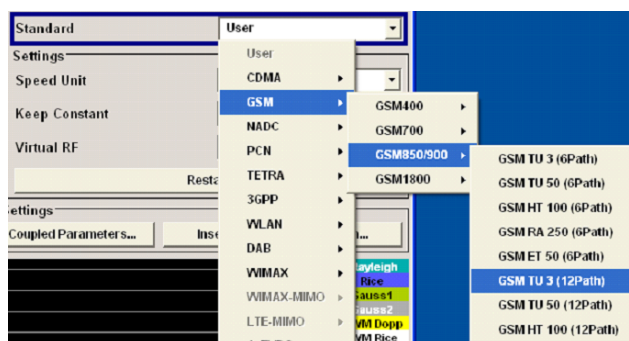 Standard
User
Settings
Speed Unit
Keep Constant
Virtual RF
Resta
ettings
Coupled Parameters...
Inse
User
CDMA
GSM
NADC
PCN
TETRA
3GPP
WLAN
DAB
WIMAX
WIMAX-MIMO
LTE-MIMO
GSM400
GSM700
GSM850/900
GSM1800
GSM TU 3 (6Path)
GSM TU 50 (6Path)
GSM HT 100 (6Path)
GSM RA 250 (6Path)
GSM ET 50 (6Path)
GSM TU 3 (12Path)
GSM TU 50 (12Path)
GSM HT 100 (12Path)
ayleigh
Rice
Gauss1
auss2
WM Dopp
WM Rice